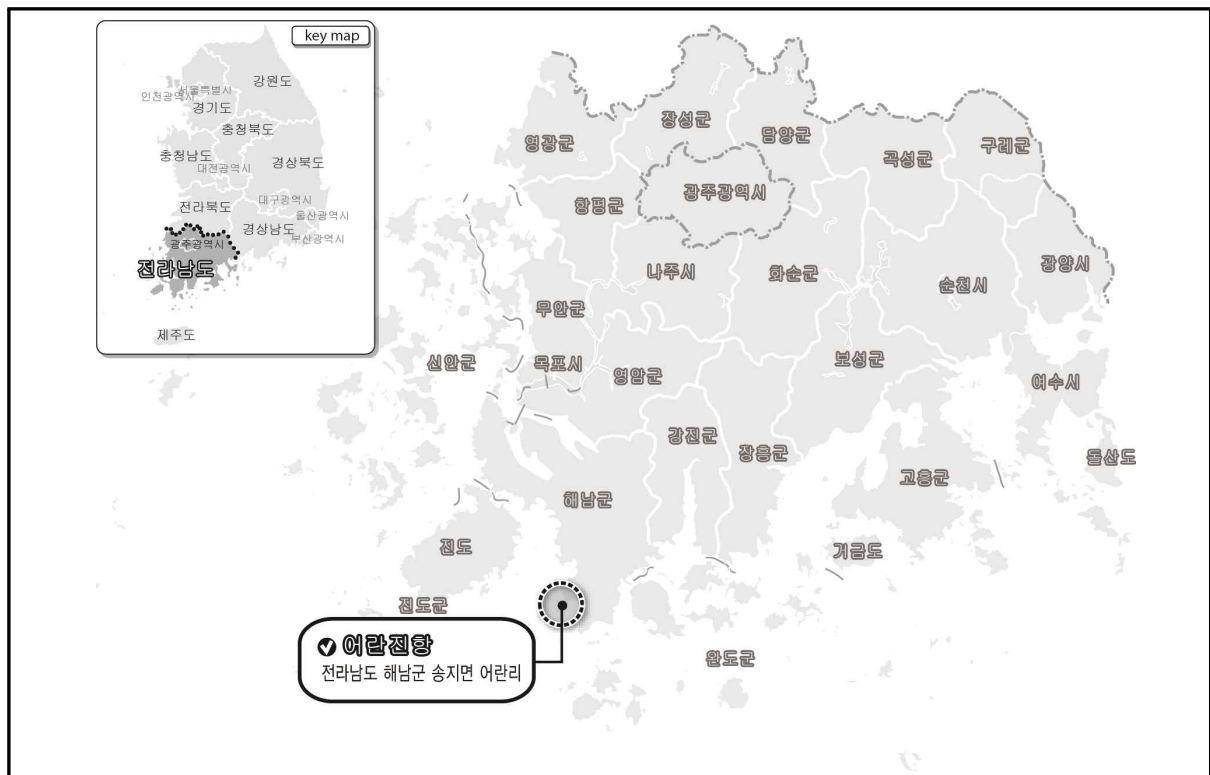 key map
강원도
서울특별시
인천광역시
경기도
충청북도
충청남도
대전광역시
경상북도
전라북도
대구광역시
울산광역시
경상남도
부산광역시
광주광역시
전라남도
제주도
장성군
담양군
영광군
곡성군
구례군
광주광역시
함평군
나주시
화순군
순천시
광양시
무안군
신안군
목포시
영암군
보성군
여수시
강진군
장흥군
돌산도
고흥군
해남군
진도
거금도
진도군
완도군
어란진항
전라남도 해남군 송지면 어란리